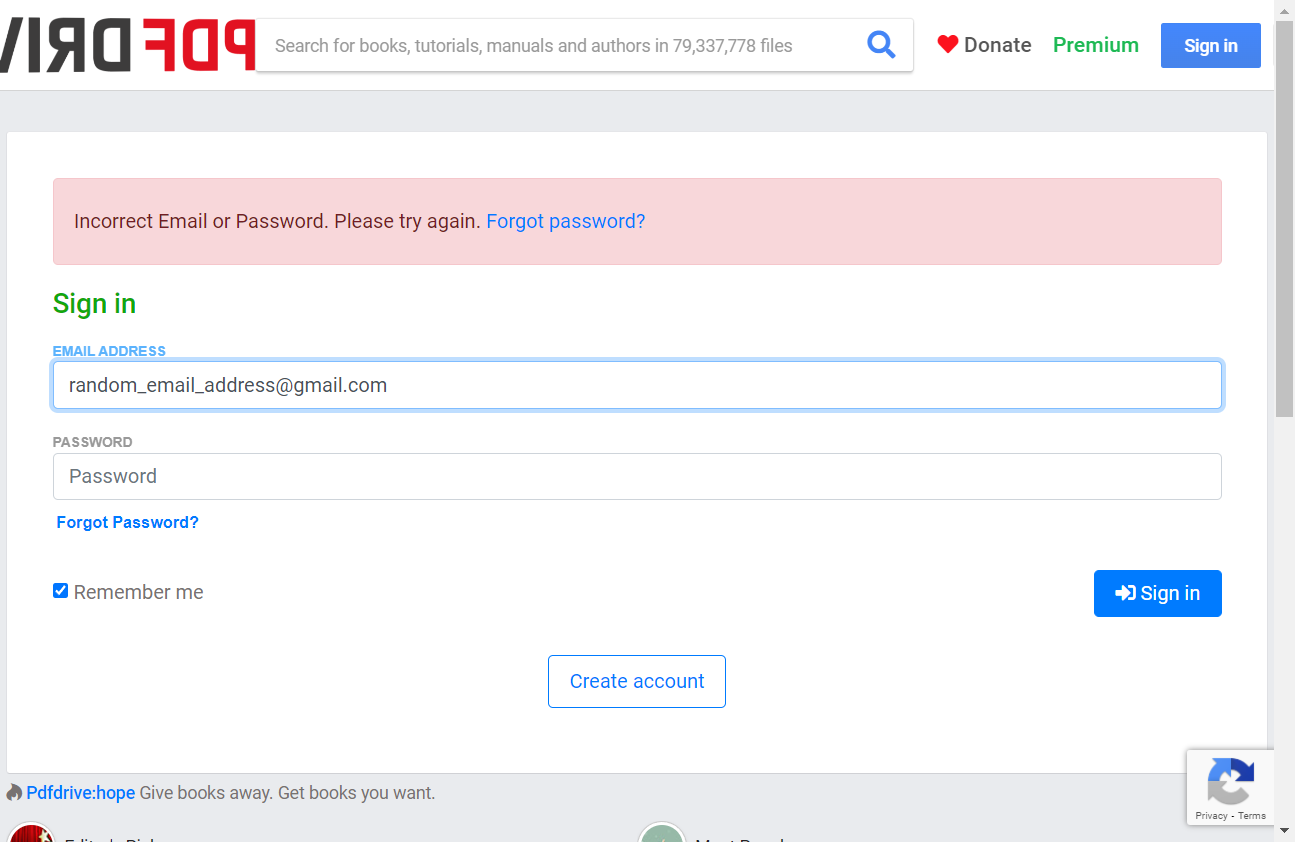 PDF DRIV
Search for books, tutorials, manuals and authors in 79,337,778 files
Donate
Premium
Sign in
Incorrect Email or Password. Please try again. Forgot password?
Sign in
EMAIL ADDRESS
random_email_address@gmail.com
PASSWORD
Password
Forgot Password?
Remember me
Sign in
Create account
Pdfdrive:hope Give books away. Get books you want.
Privacy - Terms